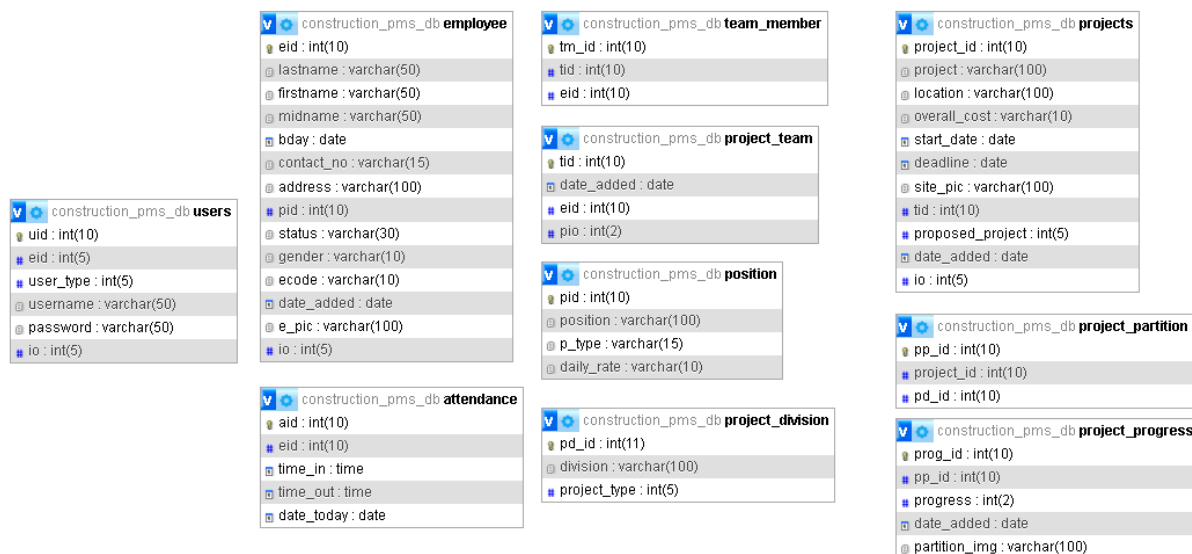 v construction_pms_db users
uid : int(10)
eid : int(5)
user_type : int(5)
username : varchar(50)
password : varchar(50)
io : int(5)
v construction_pms_db employee
eid : int(10)
lastname : varchar(50)
firstname : varchar(50)
midname : varchar(50)
bday : date
contact_no : varchar(15)
address : varchar(100)
pid : int(10)
status : varchar(30)
gender : varchar(10)
ecode : varchar(10)
date_added : date
e_pic : varchar(100)
io : int(5)
v construction_pms_db attendance
aid : int(10)
eid : int(10)
time_in : time
time_out : time
date_today : date
v construction_pms_db team_member
tm_id : int(10)
tid : int(10)
eid : int(10)
v construction_pms_db project_team
tid : int(10)
date_added : date
eid : int(10)
pio : int(2)
v construction_pms_db position
pid : int(10)
position : varchar(100)
p_type : varchar(15)
daily_rate : varchar(10)
v construction_pms_db project_division
pd_id : int(11)
division : varchar(100)
project_type : int(5)
v construction_pms_db projects
project_id : int(10)
project : varchar(100)
location : varchar(100)
overall_cost : varchar(10)
start_date : date
deadline : date
site_pic : varchar(100)
tid : int(10)
proposed_project : int(5)
date_added : date
io : int(5)
v construction_pms_db project_partition
pp_id : int(10)
project_id : int(10)
pd_id : int(10)
v construction_pms_db project_progress
prog_id : int(10)
pp_id : int(10)
progress : int(2)
date_added : date
partition_img : varchar(100)